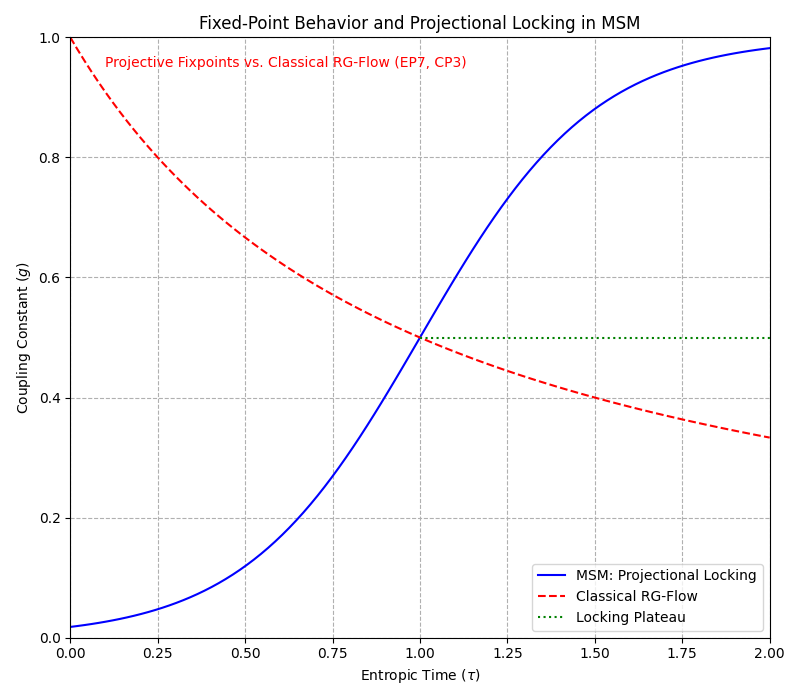 Fixed-Point Behavior and Projectional Locking in MSM
Projective Fixpoints vs. Classical RG-Flow (EP7, CP3)
Coupling Constant (g)
1.0
0.8
0.6
0.4
0.2
0.0
MSM: Projectional Locking
Classical RG-Flow
Locking Plateau
0.00 0.25 0.50 0.75 1.00 1.25 1.50 1.75 2.00
Entropic Time (τ)